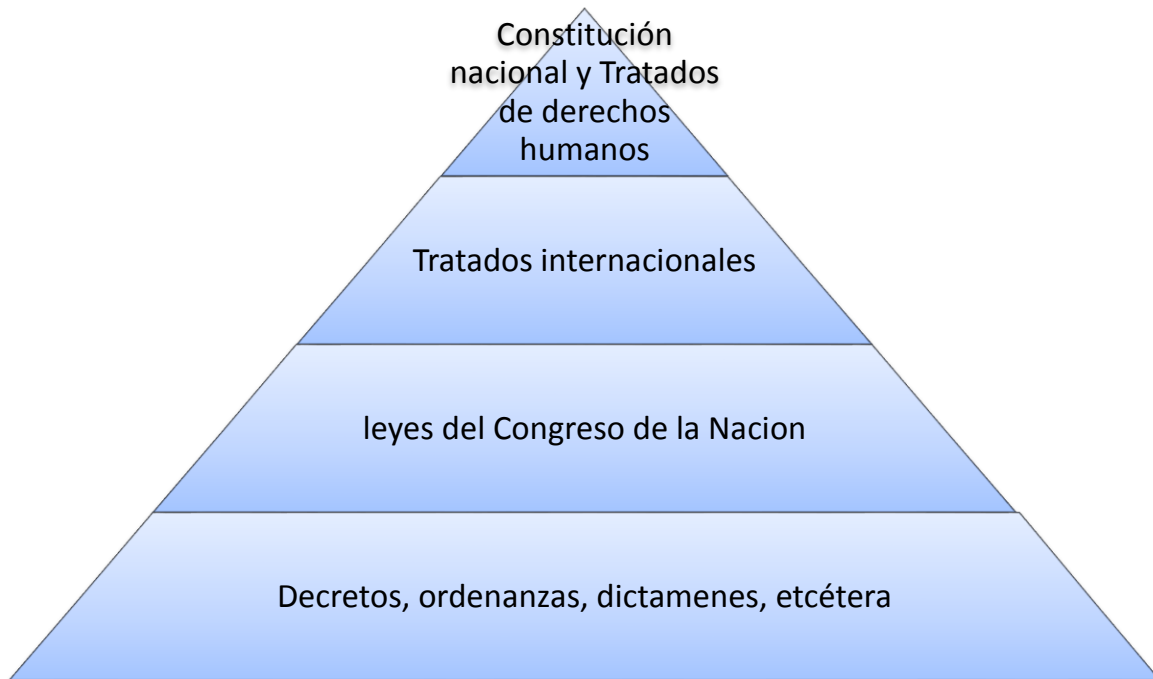 Constitución
nacional y Tratados
de derechos
humanos
Tratados internacionales
leyes del Congreso de la Nacion
Decretos, ordenanzas, dictamenes, etcétera